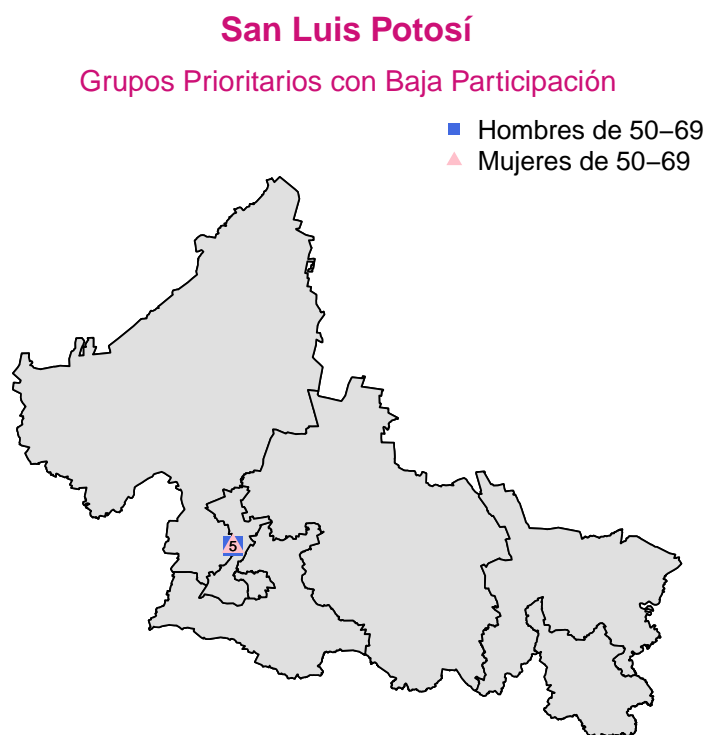 San Luis Potosí
Grupos Prioritarios con Baja Participación
Hombres de 50−69
Mujeres de 50−69
5